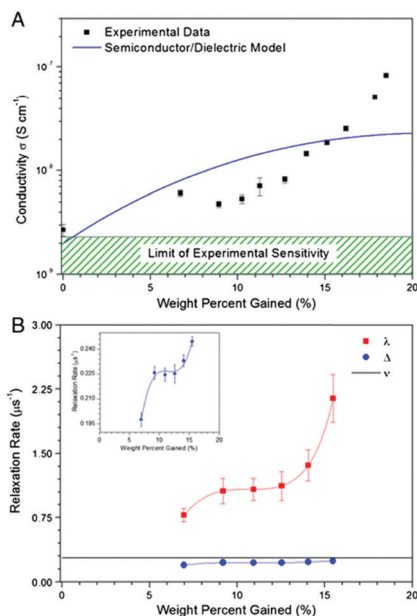 A
Experimental Data
Semiconductor/Dielectric Model
Conductivity σ (S cm⁻¹)
10⁻⁷
10⁻⁸
10⁻⁹
Limit of Experimental Sensitivity
0 5 10 15 20
Weight Percent Gained (%)
B
Relaxation Rate (μs⁻¹)
3.00
2.25
1.50
0.75
0.00
Relaxation Rate (μs⁻¹)
0.240
0.225
0.210
0.195
0 5 10 15 20
Weight Percent Gained (%)
λ
Δ
ν
0 5 10 15 20
Weight Percent Gained (%)